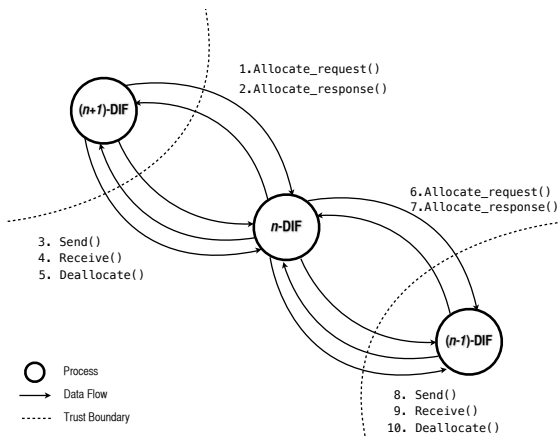 1.Allocate_request()
2.Allocate_response()
(n+1)-DIF
6.Allocate_request()
7.Allocate_response()
n-DIF
3. Send()
4. Receive()
5. Deallocate()
(n-1)-DIF
Process
Data Flow
Trust Boundary
8. Send()
9. Receive()
10. Deallocate()